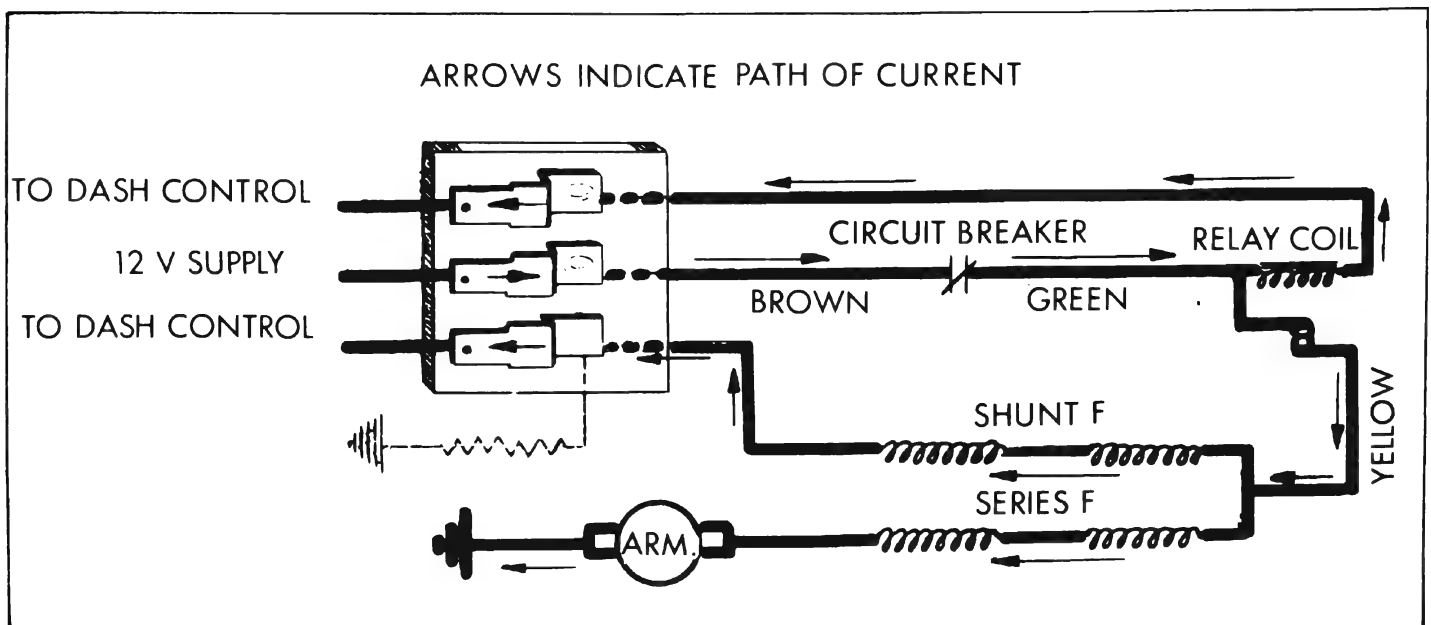 ARROWS INDICATE PATH OF CURRENT
TO DASH CONTROL
CIRCUIT BREAKER
RELAY COIL
12 V SUPPLY
BROWN
GREEN
TO DASH CONTROL
YELLOW
SHUNT F
SERIES F
ARM.